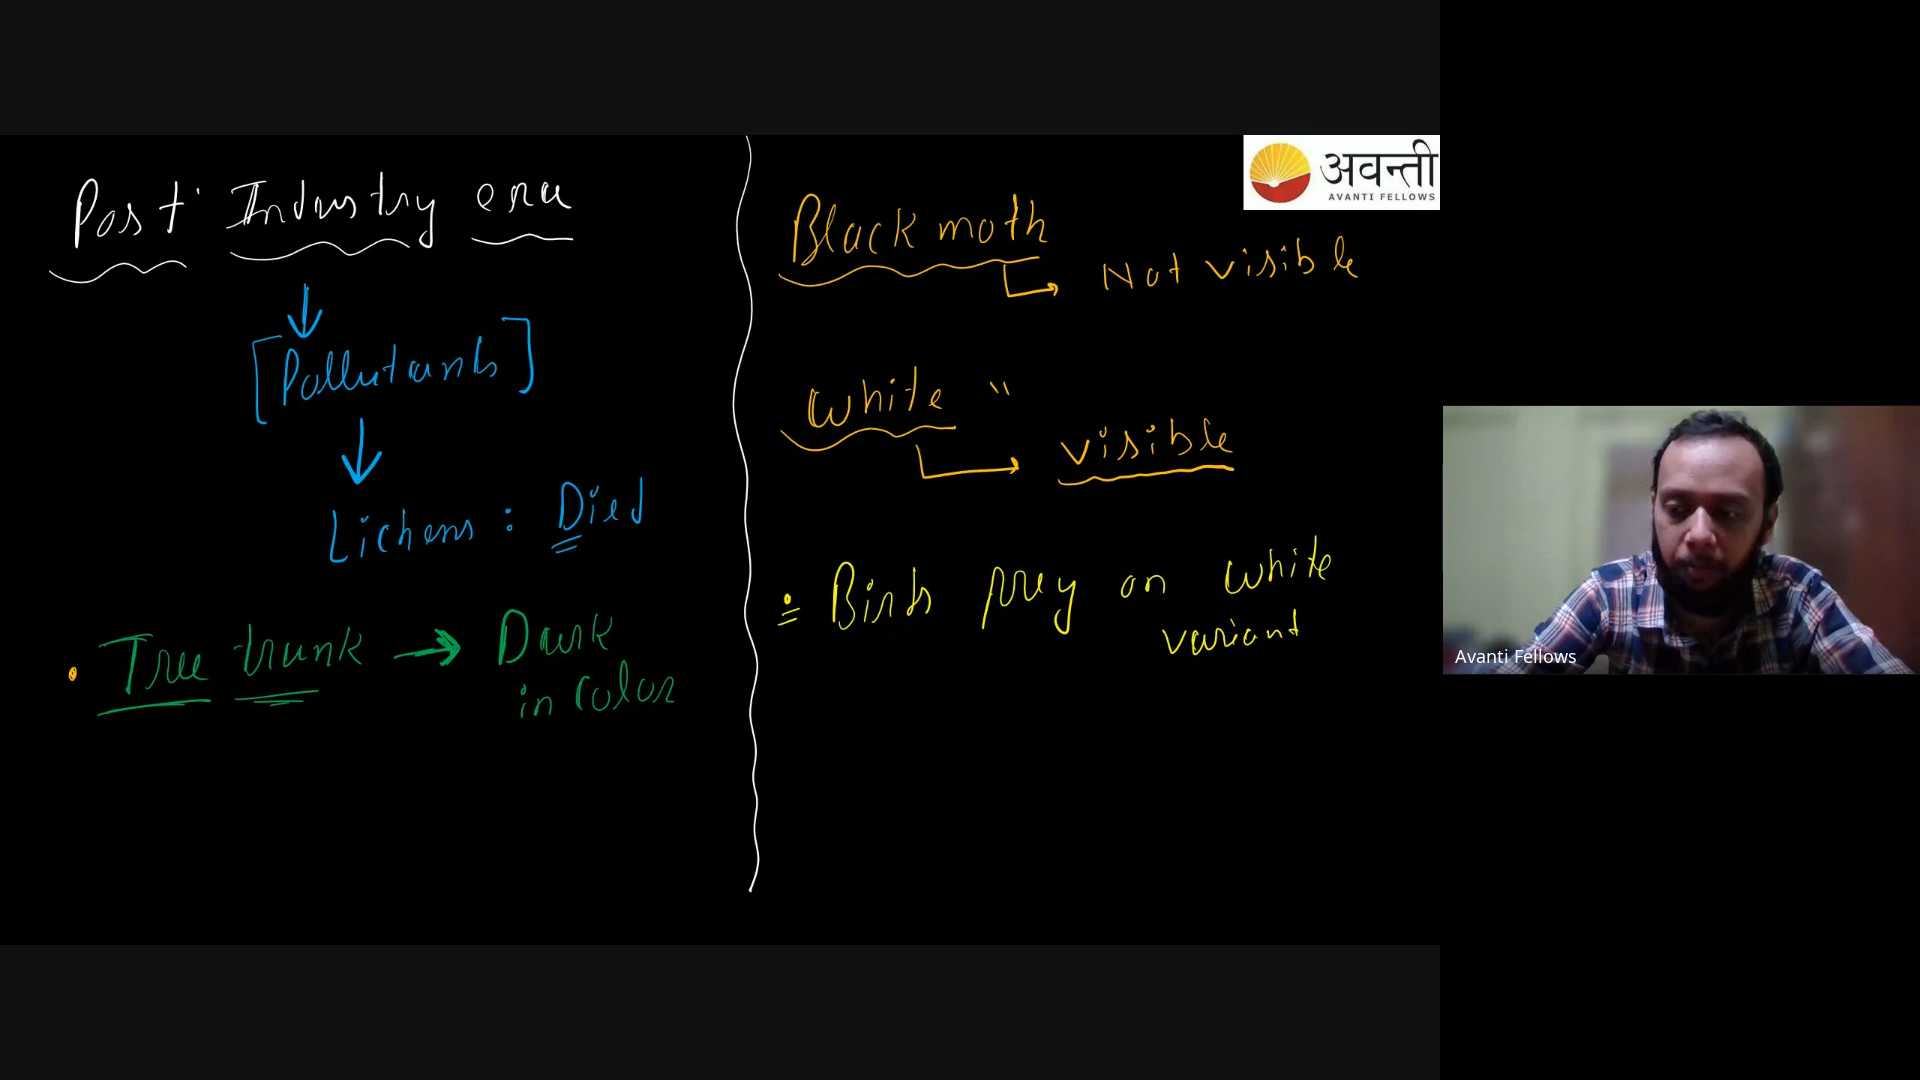 Post Industry era
[Pollutants]
Lichens : Died
• Tree trunk → Dark
in color
Black moth
Not visible
White "
visible
Birds prey on white
variant
अवन्ती
AVANTI FELLOWS
Avanti Fellows